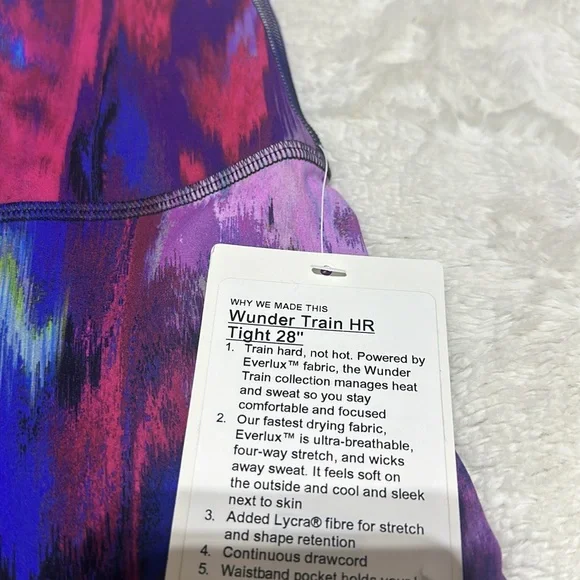 WHY WE MADE THIS
Wunder Train HR
Tight 28"
1. Train hard, not hot. Powered by
Everlux™ fabric, the Wunder
Train collection manages heat
and sweat so you stay
comfortable and focused
2. Our fastest drying fabric,
Everlux™ is ultra-breathable,
four-way stretch, and wicks
away sweat. It feels soft on
the outside and cool and sleek
next to skin
3. Added Lycra® fibre for stretch
and shape retention
4. Continuous drawcord
5. Waistband pocket holds